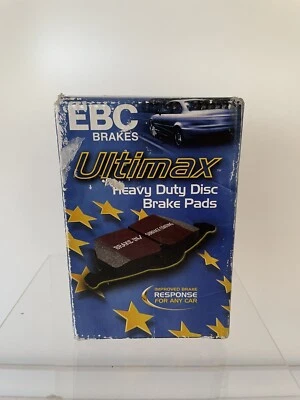 EBC
BRAKES
Ultimax
Heavy Duty Disc
Brake Pads
IMPROVED BRAKE
RESPONSE
FOR ANY CAR